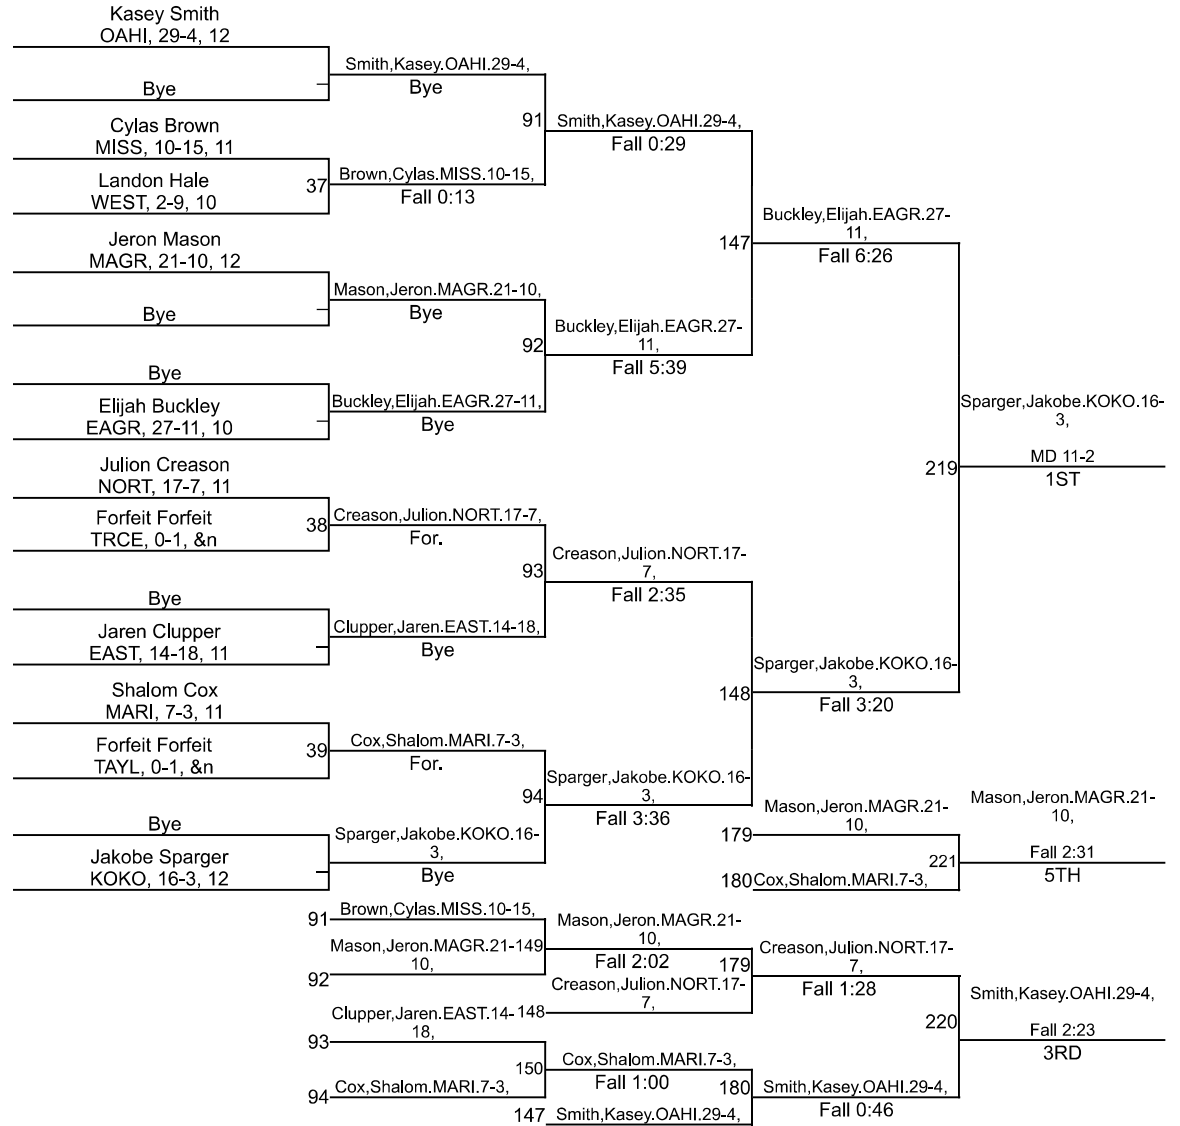 Kasey Smith
OAHI, 29-4, 12
Smith,Kasey.OAHI.29-4,
Bye
Bye
91
Smith,Kasey.OAHI.29-4,
Fall 0:29
Cylas Brown
MISS, 10-15, 11
Landon Hale
WEST, 2-9, 10
37
Brown,Cylas.MISS.10-15,
Fall 0:13
147
Buckley,Elijah.EAGR.27-
11,
Fall 6:26
Jeron Mason
MAGR, 21-10, 12
Mason,Jeron.MAGR.21-10,
Bye
Bye
92
Buckley,Elijah.EAGR.27-
11,
Fall 5:39
Bye
Elijah Buckley
EAGR, 27-11, 10
Buckley,Elijah.EAGR.27-11,
Bye
219
Sparger,Jakobe.KOKO.16-
3,
MD 11-2
1ST
Julion Creason
NORT, 17-7, 11
Forfeit Forfeit
TRCE, 0-1, &n
38
Creason,Julion.NORT.17-7,
For.
93
Creason,Julion.NORT.17-
7,
Fall 2:35
Bye
Jaren Clupper
EAST, 14-18, 11
Clupper,Jaren.EAST.14-18,
Bye
148
Sparger,Jakobe.KOKO.16-
3,
Fall 3:20
Shalom Cox
MARI, 7-3, 11
Forfeit Forfeit
TAYL, 0-1, &n
39
Cox,Shalom.MARI.7-3,
For.
94
Sparger,Jakobe.KOKO.16-
3,
Fall 3:36
Bye
Jakobe Sparger
KOKO, 16-3, 12
Sparger,Jakobe.KOKO.16-
3,
Bye
179
Mason,Jeron.MAGR.21-
10,
180
Cox,Shalom.MARI.7-3,
221
Mason,Jeron.MAGR.21-
10,
Fall 2:31
5TH
91
Brown,Cylas.MISS.10-15,
92
Mason,Jeron.MAGR.21-
10,
149
Mason,Jeron.MAGR.21-
10,
Fall 2:02
148
Creason,Julion.NORT.17-
7,
179
Creason,Julion.NORT.17-
7,
Fall 1:28
93
Clupper,Jaren.EAST.14-
18,
94
Cox,Shalom.MARI.7-3,
150
Cox,Shalom.MARI.7-3,
Fall 1:00
147
Smith,Kasey.OAHI.29-4,
180
Smith,Kasey.OAHI.29-4,
Fall 0:46
220
Smith,Kasey.OAHI.29-4,
Fall 2:23
3RD